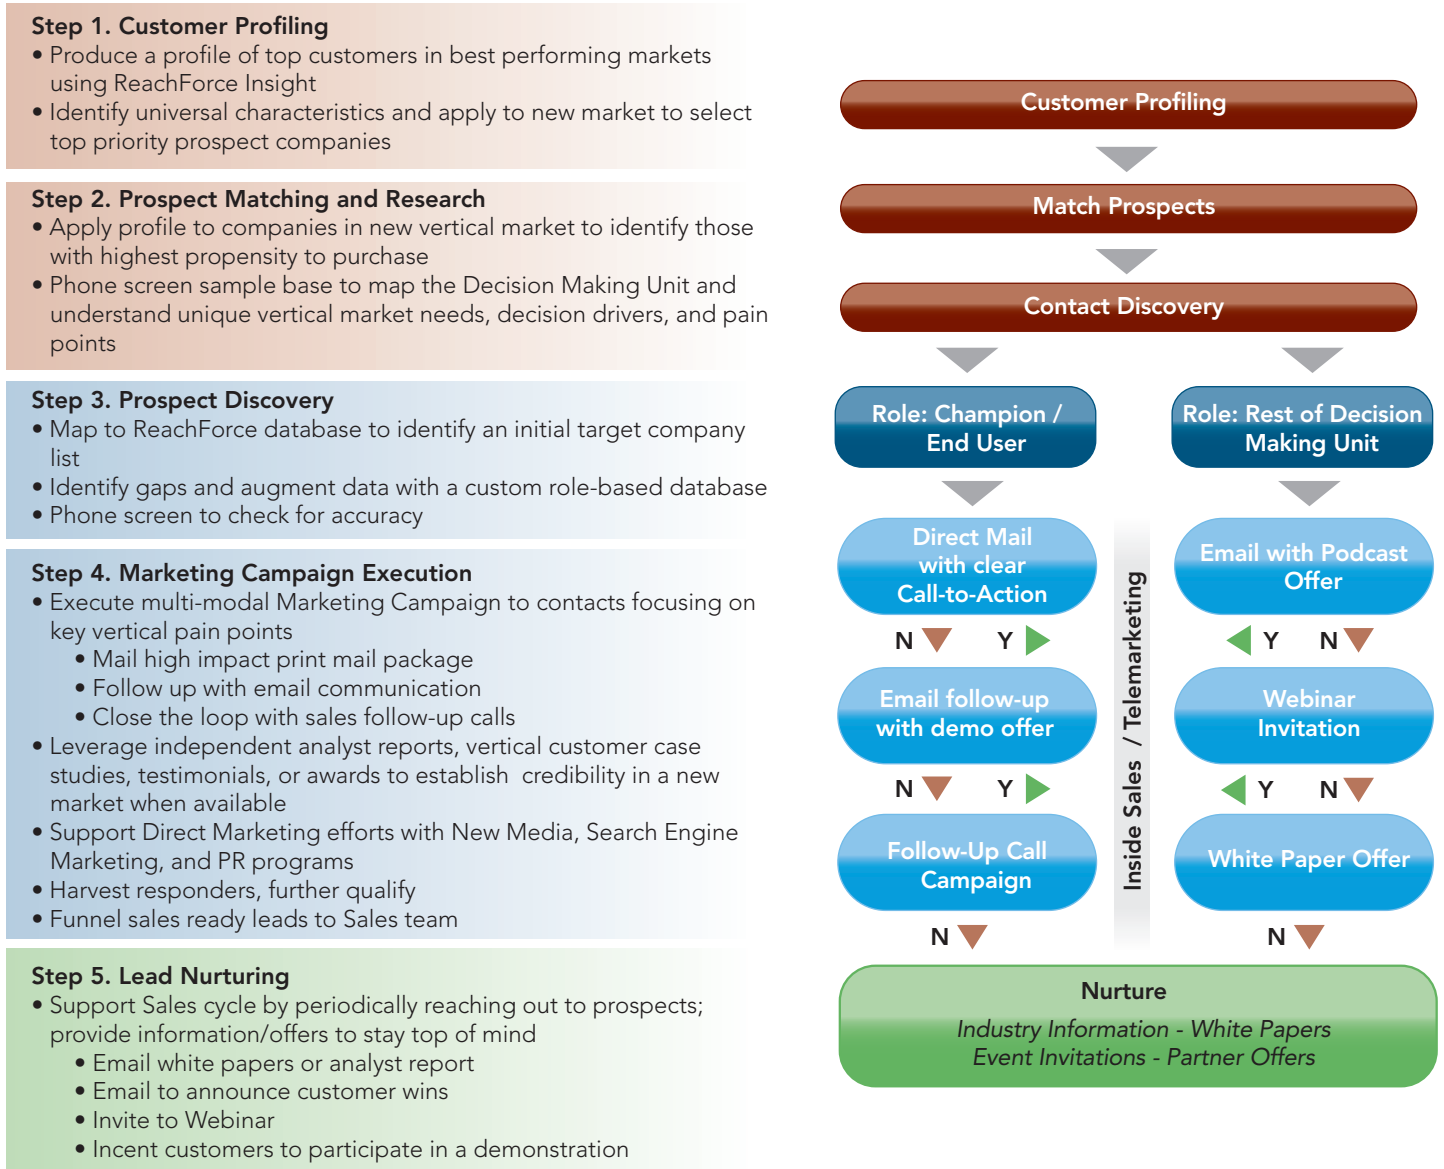 Step 1. Customer Profiling
• Produce a profile of top customers in best performing markets
using ReachForce Insight
• Identify universal characteristics and apply to new market to select
top priority prospect companies
Step 2. Prospect Matching and Research
• Apply profile to companies in new vertical market to identify those
with highest propensity to purchase
• Phone screen sample base to map the Decision Making Unit and
understand unique vertical market needs, decision drivers, and pain
points
Step 3. Prospect Discovery
• Map to ReachForce database to identify an initial target company
list
• Identify gaps and augment data with a custom role-based database
• Phone screen to check for accuracy
Step 4. Marketing Campaign Execution
• Execute multi-modal Marketing Campaign to contacts focusing on
key vertical pain points
• Mail high impact print mail package
• Follow up with email communication
• Close the loop with sales follow-up calls
• Leverage independent analyst reports, vertical customer case
studies, testimonials, or awards to establish credibility in a new
market when available
• Support Direct Marketing efforts with New Media, Search Engine
Marketing, and PR programs
• Harvest responders, further qualify
• Funnel sales ready leads to Sales team
Step 5. Lead Nurturing
• Support Sales cycle by periodically reaching out to prospects;
provide information/offers to stay top of mind
• Email white papers or analyst report
• Email to announce customer wins
• Invite to Webinar
• Incent customers to participate in a demonstration
Customer Profiling
Match Prospects
Contact Discovery
Role: Champion /
End User
Role: Rest of Decision
Making Unit
Direct Mail
with clear
Call-to-Action
Email with Podcast
Offer
N Y
Y N
Email follow-up
with demo offer
Webinar
Invitation
N Y
Y N
Follow-Up Call
Campaign
White Paper Offer
N
N
Inside Sales / Telemarketing
Nurture
Industry Information - White Papers
Event Invitations - Partner Offers